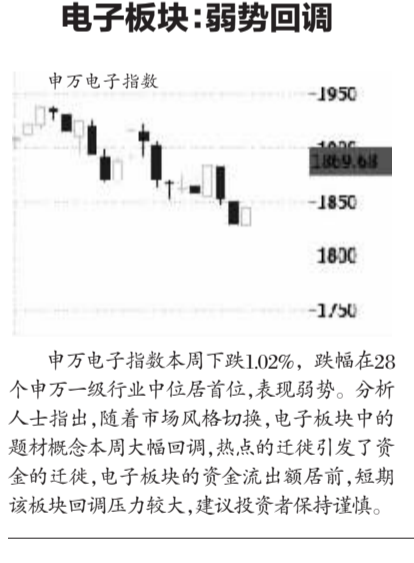 电子板块:弱势回调
申万电子指数
1950
1869.68
1850
1800
1750
申万电子指数本周下跌1.02%，跌幅在28
个申万一级行业中位居首位,表现弱势。分析
人士指出,随着市场风格切换,电子板块中的
题材概念本周大幅回调,热点的迁徙引发了资
金的迁徙,电子板块的资金流出额居前,短期
该板块回调压力较大,建议投资者保持谨慎。